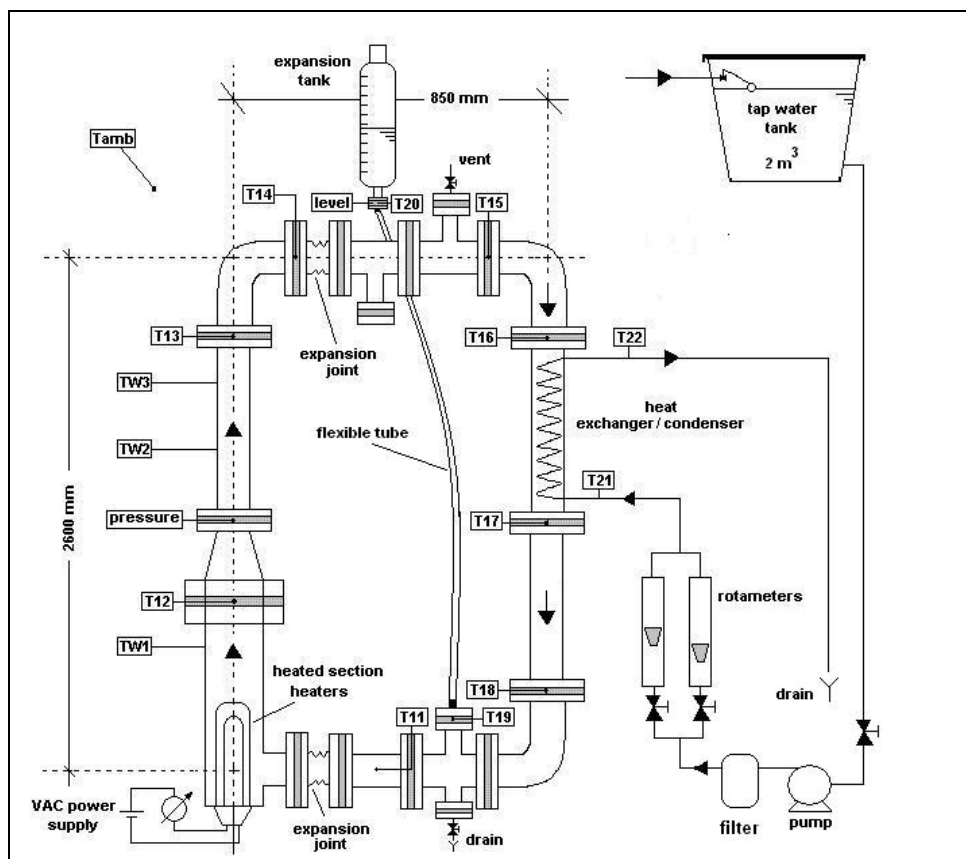 expansion
tank
850 mm
tap water
tank
2 m3
Tamb
vent
T14
level
T20
T15
T13
expansion
joint
T16
T22
TW3
heat
exchanger / condenser
flexible tube
TW2
T21
2600 mm
pressure
T17
T12
rotameters
TW1
heated section
heaters
T18
drain
T11
T19
VAC power
supply
expansion
joint
drain
filter
pump